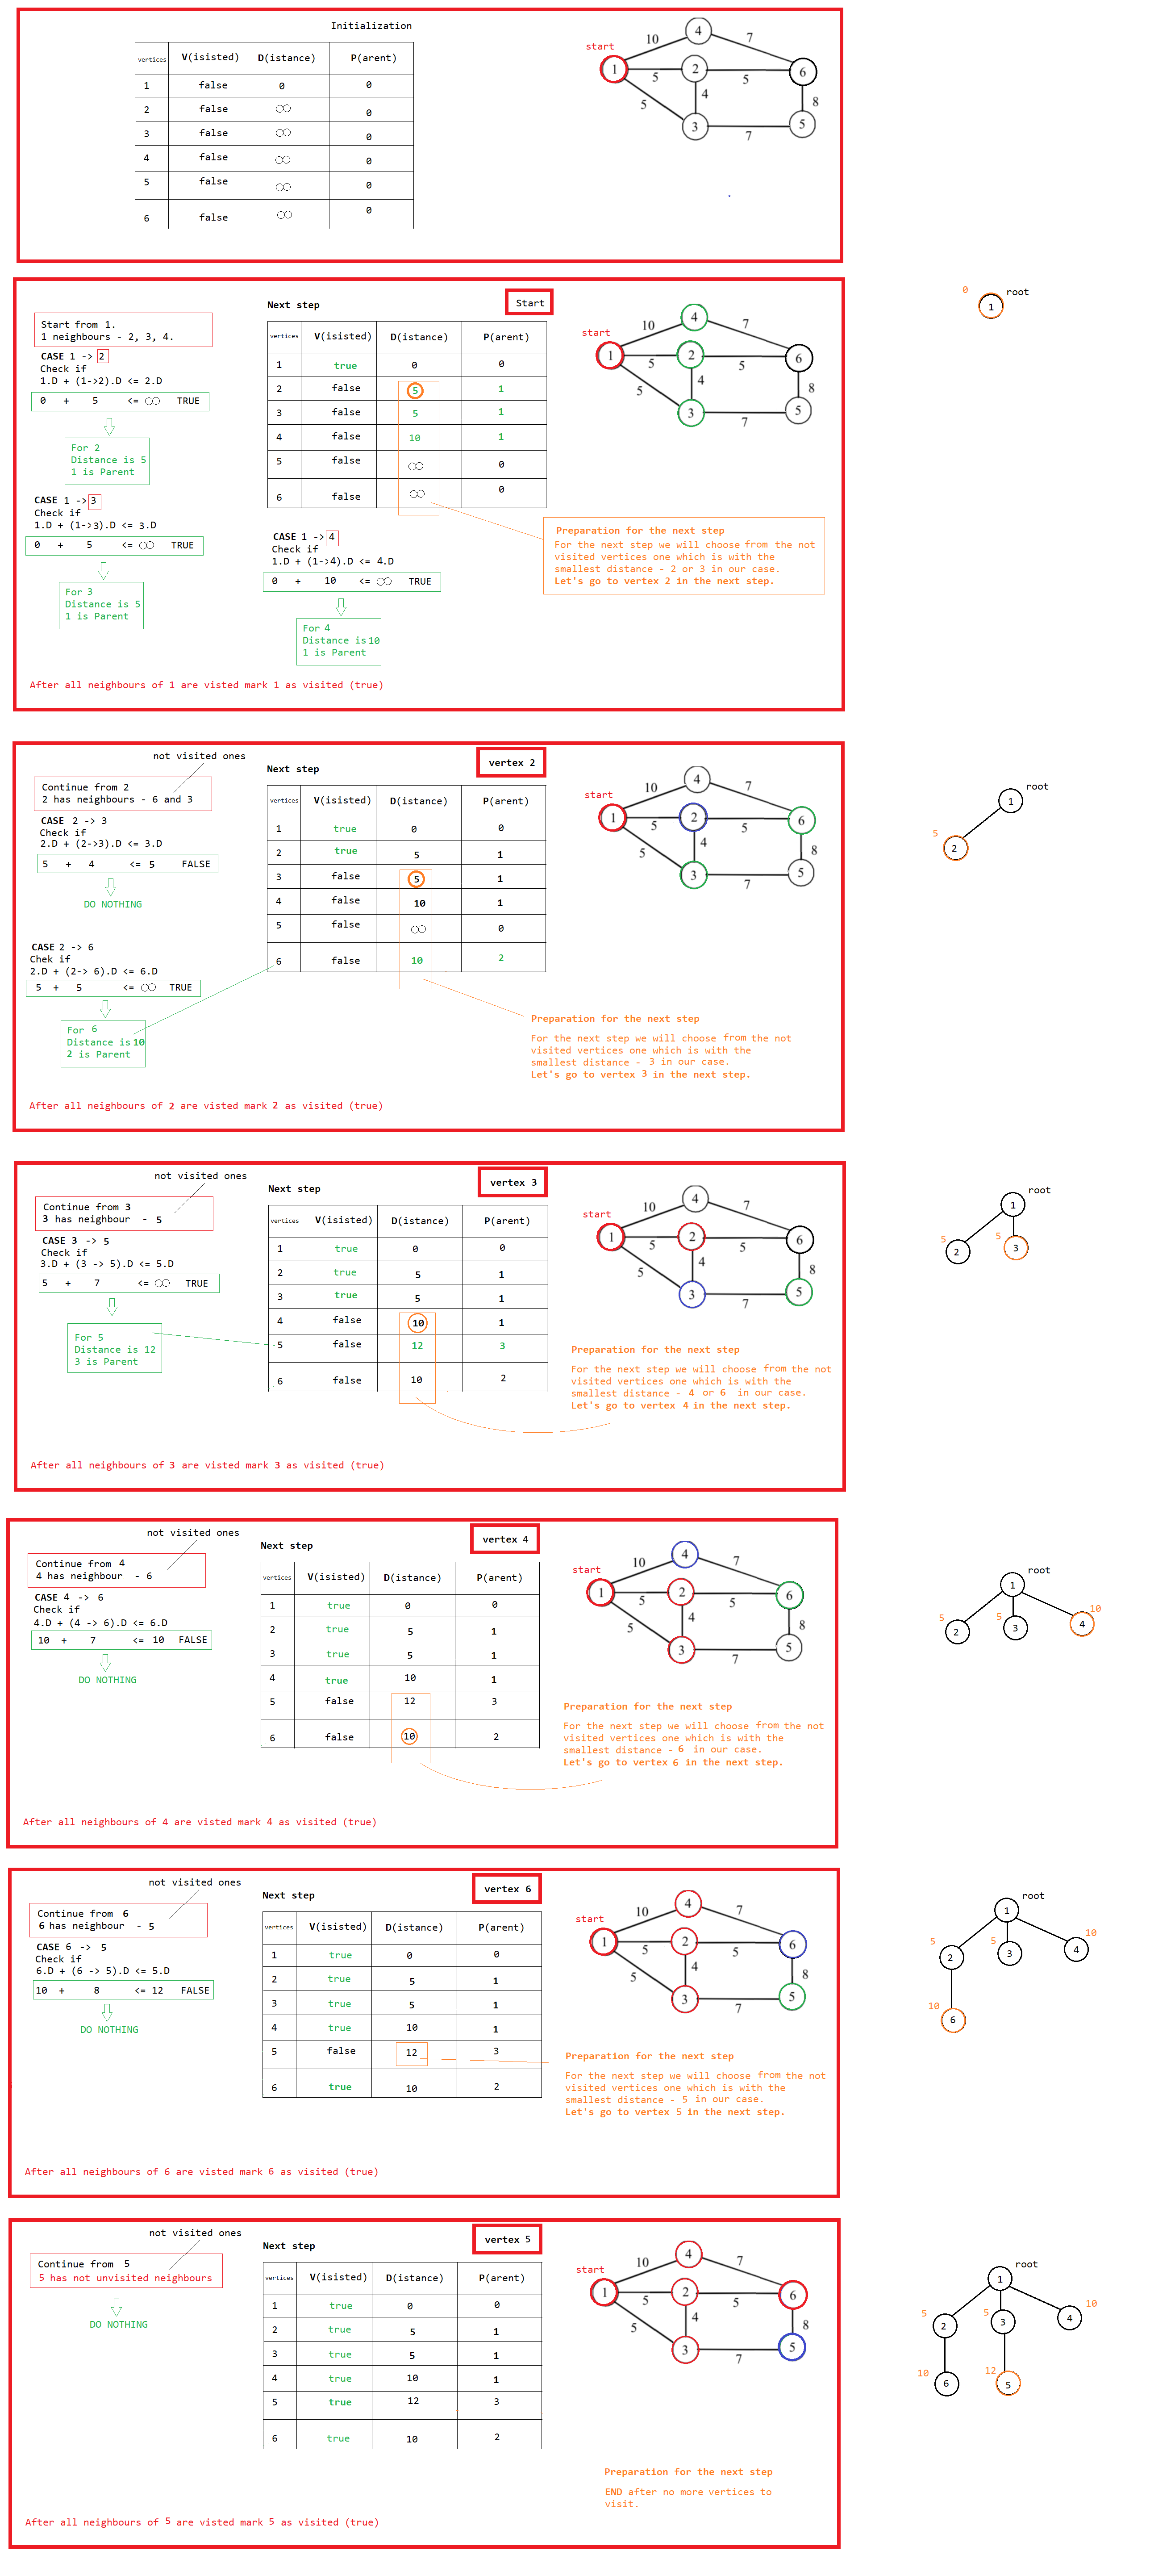 Initialization
vertices V(isisted) D(istance) P(arent)
1 false 0 0
2 false ∞ 0
3 false ∞ 0
4 false ∞ 0
5 false ∞ 0
6 false ∞ 0
start
1 2 3 4 5 6
10 7 5 5 4 5 8 7
Next step
Start
Start from 1.
1 neighbours - 2, 3, 4.
CASE 1 -> 2
Check if
1.D + (1->2).D <= 2.D
0 + 5 <= ∞ TRUE
For 2
Distance is 5
1 is Parent
CASE 1 -> 3
Check if
1.D + (1->3).D <= 3.D
0 + 5 <= ∞ TRUE
For 3
Distance is 5
1 is Parent
vertices V(isisted) D(istance) P(arent)
1 true 0 0
2 false 5 1
3 false 5 1
4 false 10 1
5 false ∞ 0
6 false ∞ 0
CASE 1 -> 4
Check if
1.D + (1->4).D <= 4.D
0 + 10 <= ∞ TRUE
For 4
Distance is 10
1 is Parent
start
1 2 3 4 5 6
10 7 5 5 4 5 8 7
Preparation for the next step
For the next step we will choose from the not
visited vertices one which is with the
smallest distance - 2 or 3 in our case.
Let's go to vertex 2 in the next step.
After all neighbours of 1 are visted mark 1 as visited (true)
0 1 root
not visited ones
Next step
vertex 2
Continue from 2
2 has neighbours - 6 and 3
CASE 2 -> 3
Check if
2.D + (2->3).D <= 3.D
5 + 4 <= 5 FALSE
DO NOTHING
CASE 2 -> 6
Chek if
2.D + (2-> 6).D <= 6.D
5 + 5 <= ∞ TRUE
For 6
Distance is 10
2 is Parent
vertices V(isisted) D(istance) P(arent)
1 true 0 0
2 true 5 1
3 false 5 1
4 false 10 1
5 false ∞ 0
6 false 10 2
start
1 2 3 4 5 6
10 7 5 5 4 5 8 7
Preparation for the next step
For the next step we will choose from the not
visited vertices one which is with the
smallest distance - 3 in our case.
Let's go to vertex 3 in the next step.
After all neighbours of 2 are visted mark 2 as visited (true)
root
1
5 2
not visited ones
Next step
vertex 3
Continue from 3
3 has neighbour - 5
CASE 3 -> 5
Check if
3.D + (3 -> 5).D <= 5.D
5 + 7 <= ∞ TRUE
For 5
Distance is 12
3 is Parent
vertices V(isisted) D(istance) P(arent)
1 true 0 0
2 true 5 1
3 true 5 1
4 false 10 1
5 false 12 3
6 false 10 2
start
1 2 3 4 5 6
10 7 5 5 4 5 8 7
Preparation for the next step
For the next step we will choose from the not
visited vertices one which is with the
smallest distance - 4 or 6 in our case.
Let's go to vertex 4 in the next step.
After all neighbours of 3 are visted mark 3 as visited (true)
root
1
5 2 5 3
not visited ones
Next step
vertex 4
Continue from 4
4 has neighbour - 6
CASE 4 -> 6
Check if
4.D + (4 -> 6).D <= 6.D
10 + 7 <= 10 FALSE
DO NOTHING
vertices V(isisted) D(istance) P(arent)
1 true 0 0
2 true 5 1
3 true 5 1
4 true 10 1
5 false 12 3
6 false 10 2
start
1 2 3 4 5 6
10 7 5 5 4 5 8 7
Preparation for the next step
For the next step we will choose from the not
visited vertices one which is with the
smallest distance - 6 in our case.
Let's go to vertex 6 in the next step.
After all neighbours of 4 are visted mark 4 as visited (true)
root
1
5 2 5 3 10 4
not visited ones
Next step
vertex 6
Continue from 6
6 has neighbour - 5
CASE 6 -> 5
Check if
6.D + (6 -> 5).D <= 5.D
10 + 8 <= 12 FALSE
DO NOTHING
vertices V(isisted) D(istance) P(arent)
1 true 0 0
2 true 5 1
3 true 5 1
4 true 10 1
5 false 12 3
6 true 10 2
start
1 2 3 4 5 6
10 7 5 5 4 5 8 7
Preparation for the next step
For the next step we will choose from the not
visited vertices one which is with the
smallest distance - 5 in our case.
Let's go to vertex 5 in the next step.
After all neighbours of 6 are visted mark 6 as visited (true)
root
1
5 2 5 3 10 4
10 6
not visited ones
Next step
vertex 5
Continue from 5
5 has not unvisited neighbours
DO NOTHING
vertices V(isisted) D(istance) P(arent)
1 true 0 0
2 true 5 1
3 true 5 1
4 true 10 1
5 true 12 3
6 true 10 2
start
1 2 3 4 5 6
10 7 5 5 4 5 8 7
Preparation for the next step
END after no more vertices to
visit.
After all neighbours of 5 are visted mark 5 as visited (true)
root
1
5 2 5 3 10 4
10 6 12 5